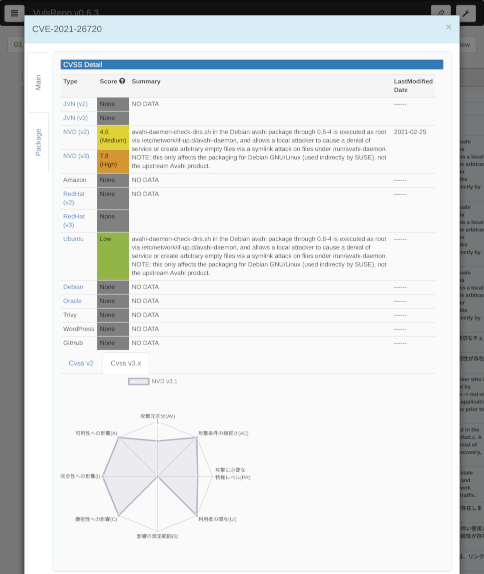 VulsRepo v0.6.3
CVE-2021-26720
×
Main
Package
CVSS Detail
Type Score Summary LastModified
Date
JVN (v2) None NO DATA ------
JVN (v3) None
NVD (v2) 4.6
(Medium) avahi-daemon-check-dns.sh in the Debian avahi package through 0.8-4 is executed as root 2021-02-25
via /etc/network/if-up.d/avahi-daemon, and allows a local attacker to cause a denial of
service or create arbitrary empty files via a symlink attack on files under /run/avahi-daemon.
NVD (v3) 7.8
(High) NOTE: this only affects the packaging for Debian GNU/Linux (used indirectly by SUSE), not
the upstream Avahi product.
Amazon None NO DATA ------
RedHat
(v2) None NO DATA ------
RedHat
(v3) None
Ubuntu Low avahi-daemon-check-dns.sh in the Debian avahi package through 0.8-4 is executed as root ------
via /etc/network/if-up.d/avahi-daemon, and allows a local attacker to cause a denial of
service or create arbitrary empty files via a symlink attack on files under /run/avahi-daemon.
NOTE: this only affects the packaging for Debian GNU/Linux (used indirectly by SUSE), not
the upstream Avahi product.
Debian None NO DATA ------
Oracle None NO DATA ------
Trivy None NO DATA ------
WordPress None NO DATA ------
GitHub None NO DATA ------
Cvss v2 Cvss v3.x
NVD v3.1
攻撃元区分(AV)
可用性への影響(A) 攻撃条件の複雑さ(AC)
完全性への影響(I) 攻撃に必要な
特権レベル(PR)
機密性への影響(C) 利用者の関与(UI)
影響の想定範囲(S)